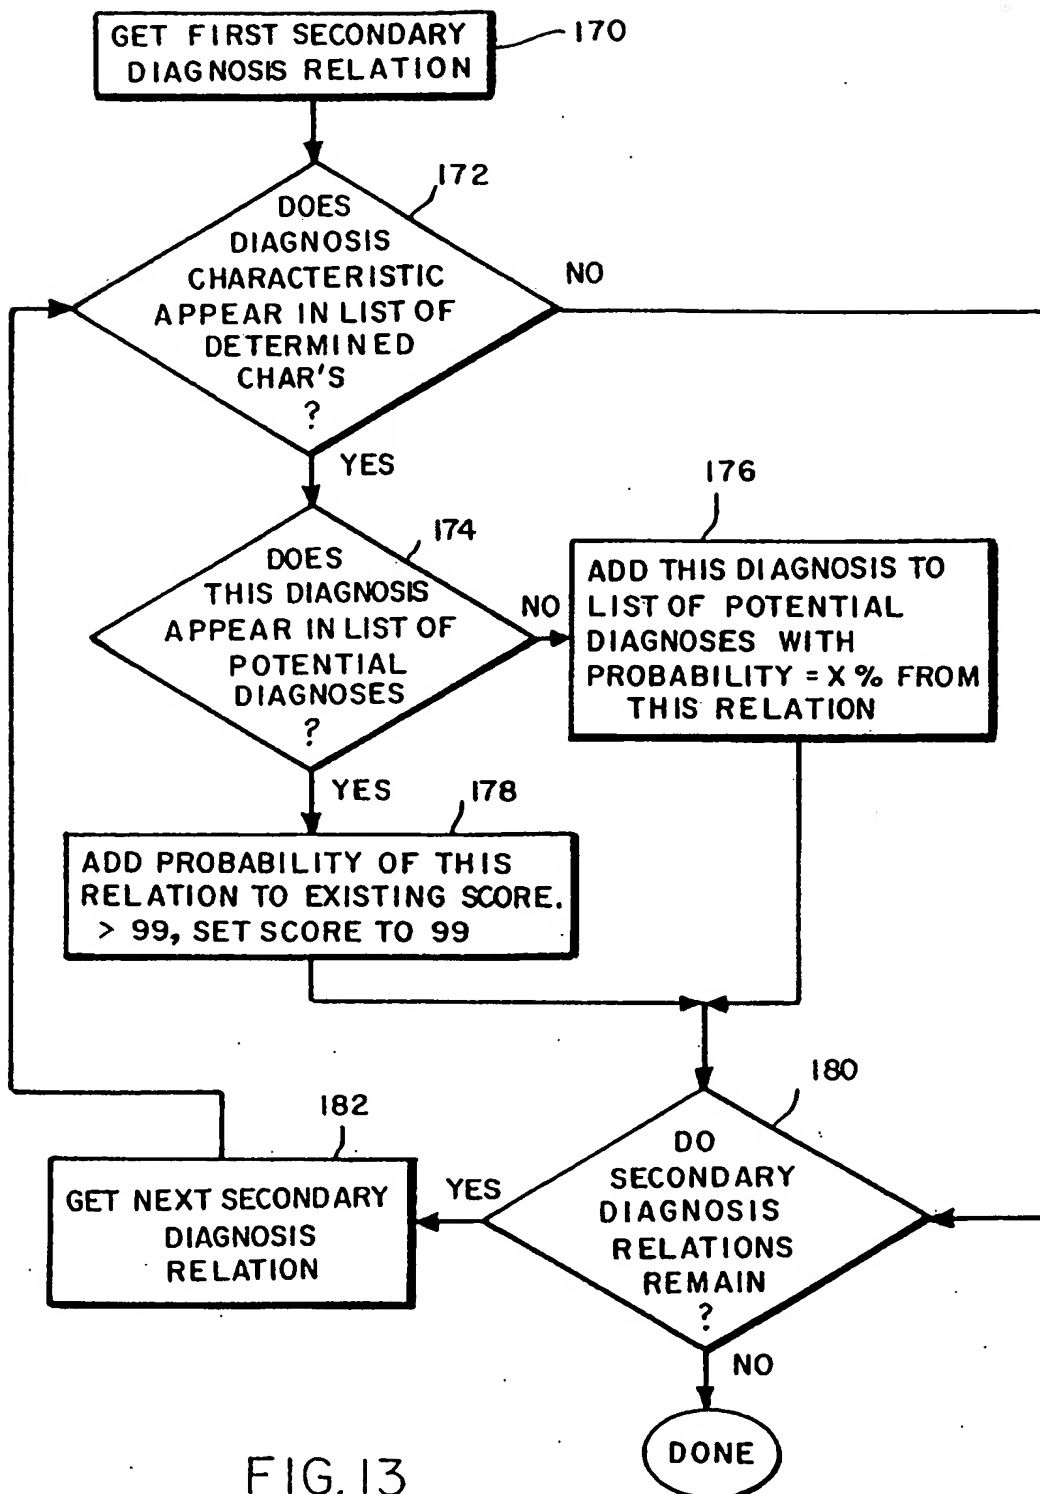 GET FIRST SECONDARY
DIAGNOSIS RELATION
170
172
DOES
DIAGNOSIS
CHARACTERISTIC
APPEAR IN LIST OF
DETERMINED
CHAR'S
?
NO
YES
174
DOES
THIS DIAGNOSIS
APPEAR IN LIST OF
POTENTIAL
DIAGNOSES
?
NO
176
ADD THIS DIAGNOSIS TO
LIST OF POTENTIAL
DIAGNOSES WITH
PROBABILITY = X % FROM
THIS RELATION
YES
178
ADD PROBABILITY OF THIS
RELATION TO EXISTING SCORE.
> 99, SET SCORE TO 99
180
DO
SECONDARY
DIAGNOSIS
RELATIONS
REMAIN
?
YES
182
GET NEXT SECONDARY
DIAGNOSIS
RELATION
NO
DONE
FIG. 13